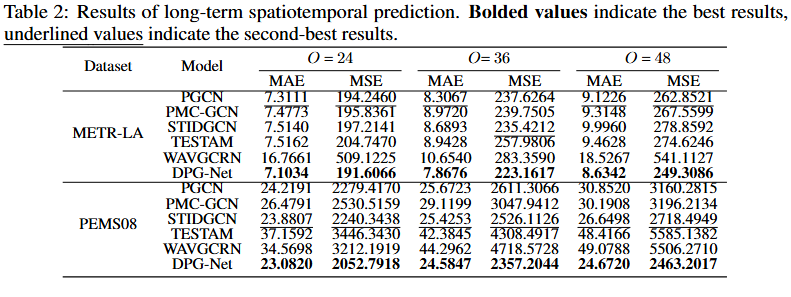 Table 2: Results of long-term spatiotemporal prediction. Bolded values indicate the best results,
underlined values indicate the second-best results.
Dataset Model O = 24 O= 36 O = 48
MAE MSE MAE MSE MAE MSE
METR-LA
PGCN 7.3111 194.2460 8.3067 237.6264 9.1226 262.8521
PMC-GCN 7.4773 195.8361 8.9720 239.7505 9.3148 267.5599
STIDGCN 7.5140 197.2141 8.6893 235.4212 9.9960 278.8592
TESTAM 7.5162 204.7470 8.9428 257.9806 9.4628 274.6246
WAVGCRN 16.7661 509.1225 10.6540 283.3590 18.5267 541.1127
DPG-Net 7.1034 191.6066 7.8676 223.1617 8.6342 249.3086
PEMS08
PGCN 24.2191 2279.4170 25.6723 2611.3066 30.8520 3160.2815
PMC-GCN 26.4791 2530.5159 29.1199 3047.9412 30.1908 3196.2134
STIDGCN 23.8807 2240.3438 25.4253 2526.1126 26.6498 2718.4949
TESTAM 37.1592 3446.3430 42.3845 4308.4917 48.4166 5585.1382
WAVGCRN 34.5698 3212.1919 44.2962 4718.5728 49.0788 5506.2710
DPG-Net 23.0820 2052.7918 24.5847 2357.2044 24.6720 2463.2017